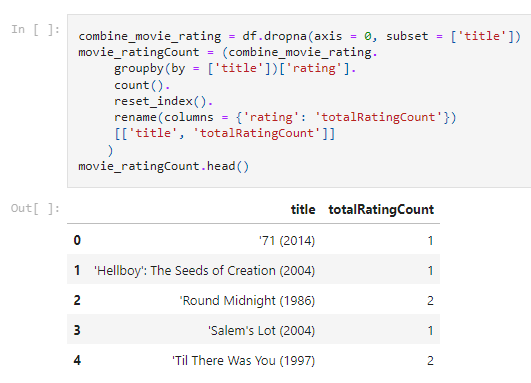 In [ ]:
combine_movie_rating = df.dropna(axis = 0, subset = ['title'])
movie_ratingCount = (combine_movie_rating.
groupby(by = ['title'])['rating'].
count().
reset_index().
rename(columns = {'rating': 'totalRatingCount'})
[['title', 'totalRatingCount']]
)
movie_ratingCount.head()
Out[ ]:
title totalRatingCount
0 '71 (2014) 1
1 'Hellboy': The Seeds of Creation (2004) 1
2 'Round Midnight (1986) 2
3 'Salem's Lot (2004) 1
4 'Til There Was You (1997) 2